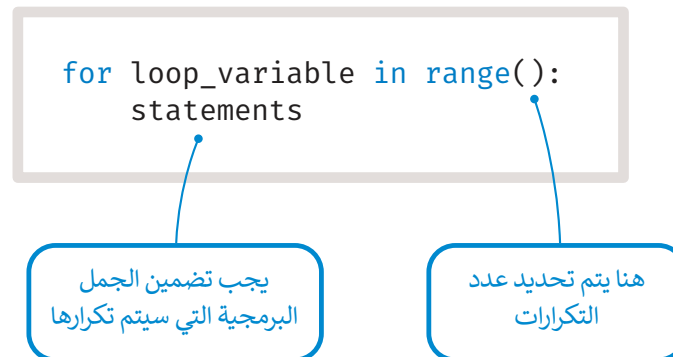 for loop_variable in range():
    statements
هنا يتم تحديد عدد
التكرارات
يجب تضمين الجمل
البرمجية التي سيتم تكرارها